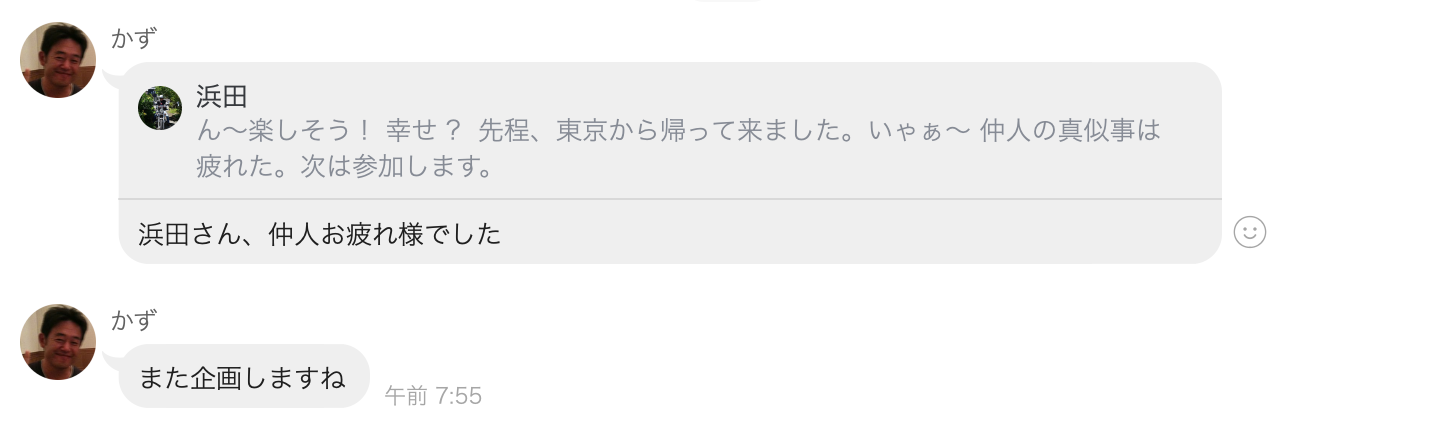 かず
浜田
ん〜楽しそう！ 幸せ？ 先程、東京から帰って来ました。いゃぁ〜 仲人の真似事は
疲れた。次は参加します。
浜田さん、仲人お疲れ様でした
かず
また企画しますね
午前 7:55